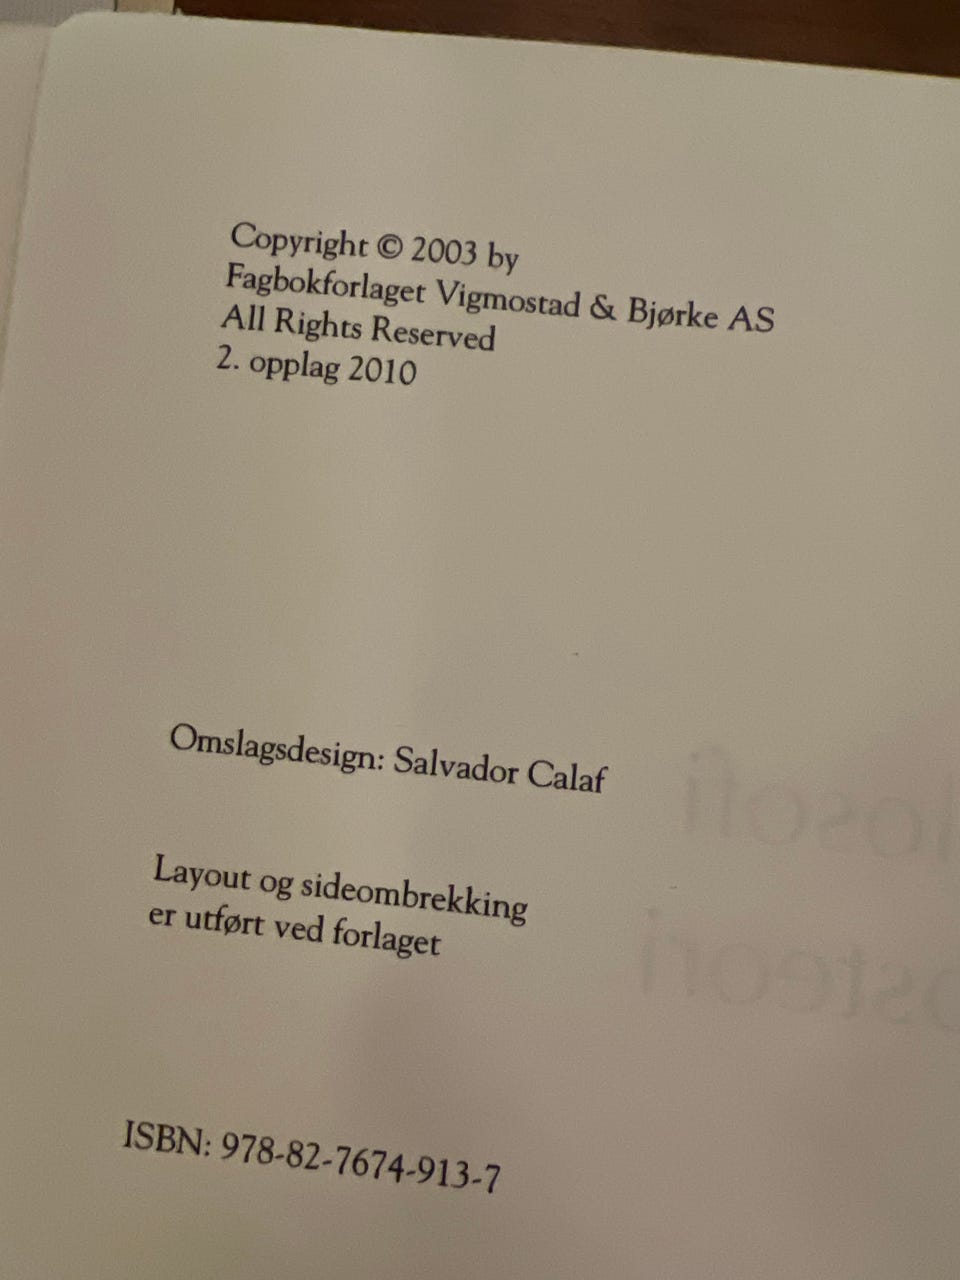 Copyright © 2003 by
Fagbokforlaget Vigmostad & Bjørke AS
All Rights Reserved
2. opplag 2010
Omslagsdesign: Salvador Calaf
Layout og sideombrekking
er utført ved forlaget
ISBN: 978-82-7674-913-7